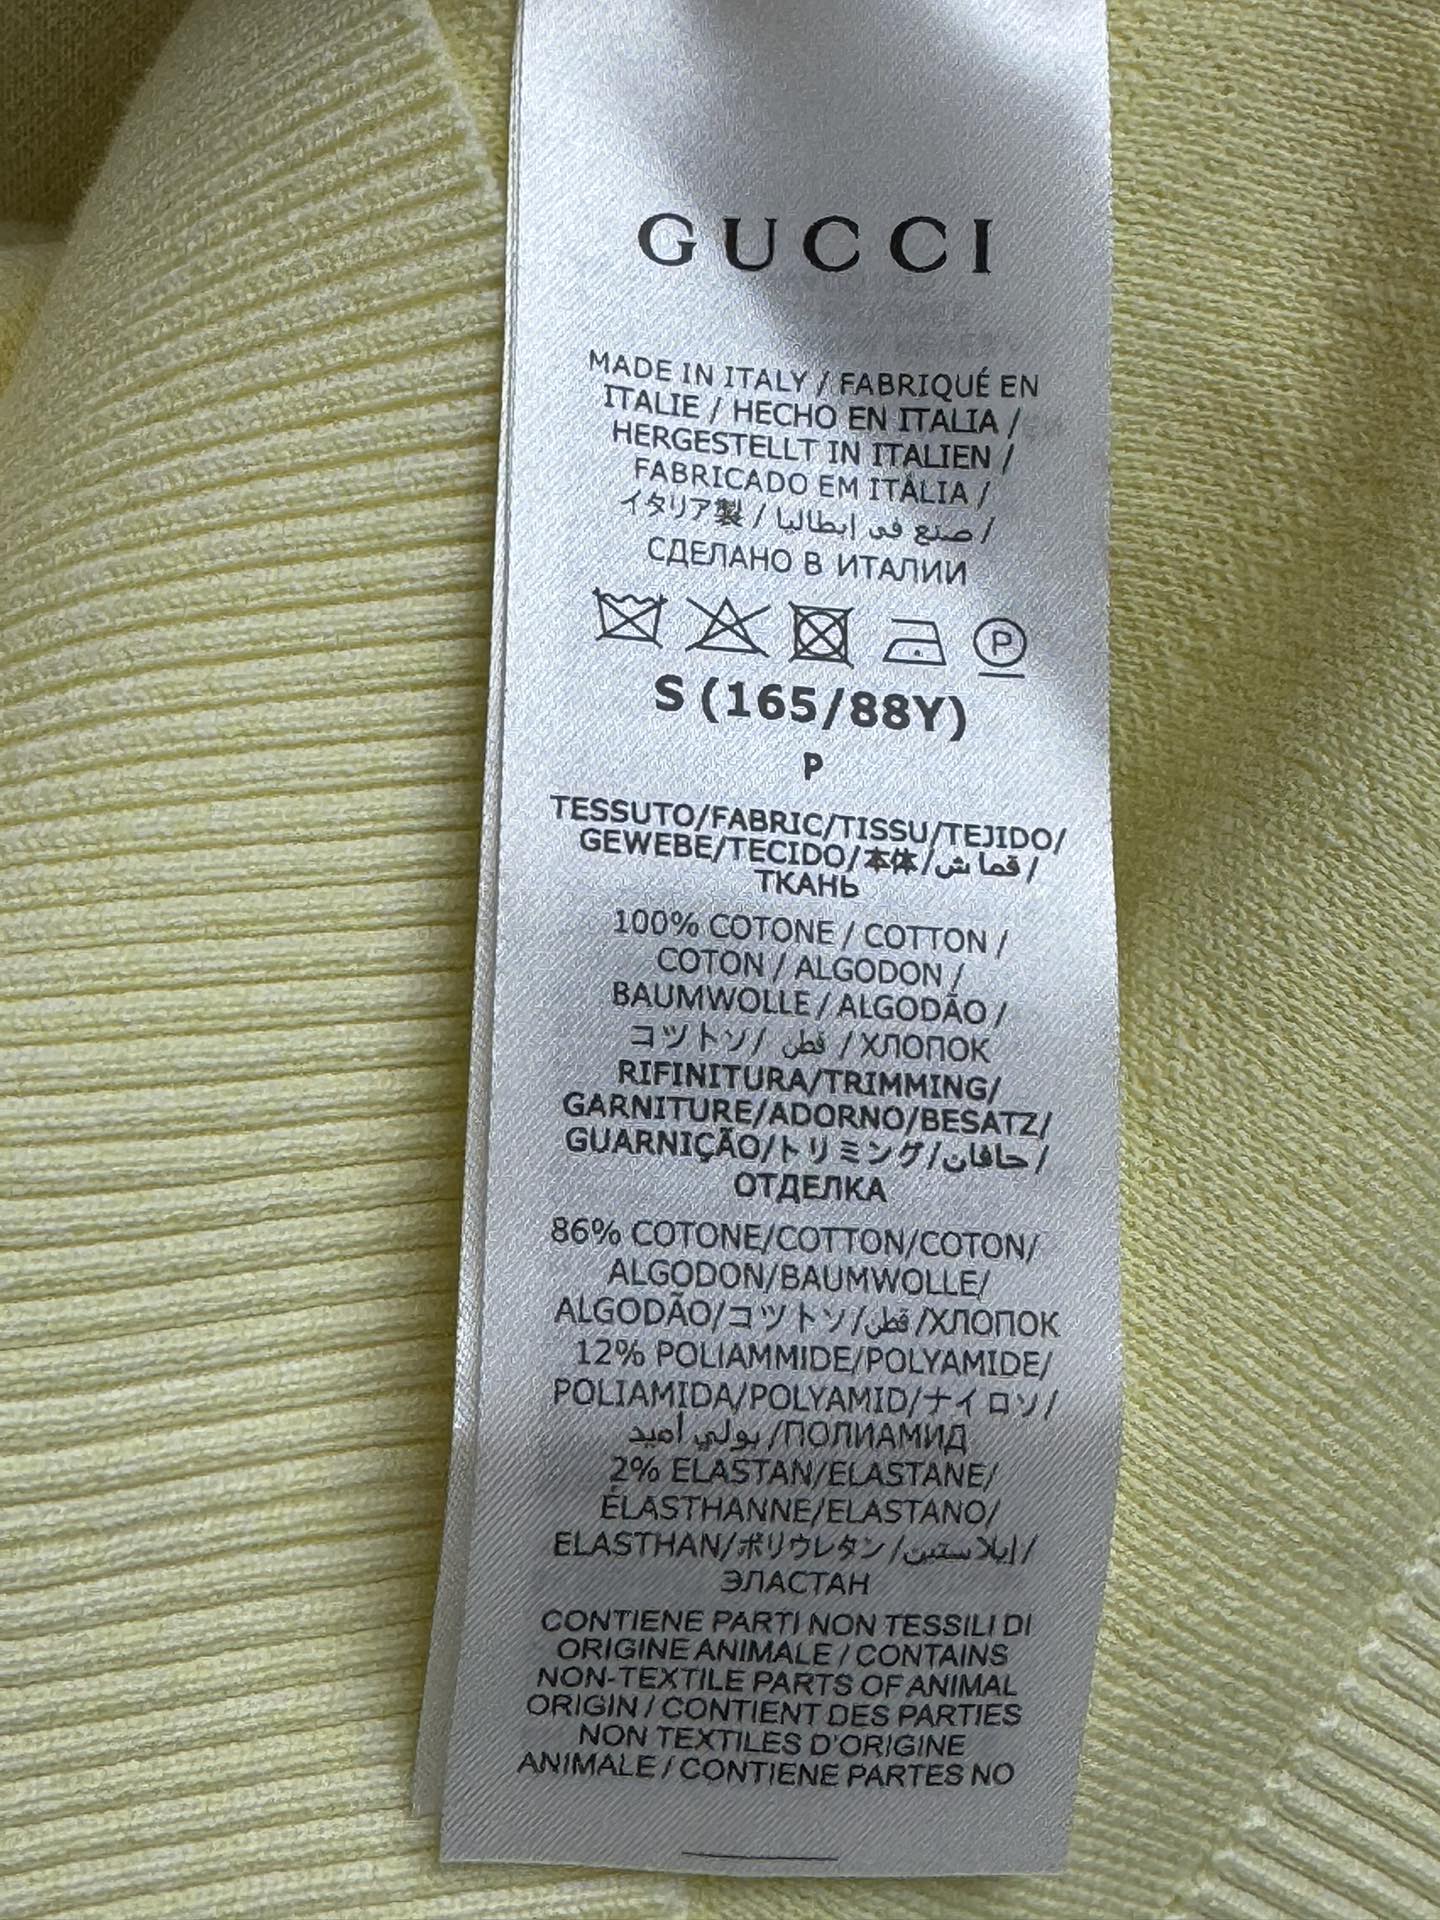 GUCCI
MADE IN ITALY / FABRIQUÉ EN
ITALIE / HECHO EN ITALIA /
HERGESTELLT IN ITALIEN /
FABRICADO EM ITÁLIA /
イタリア製 / صنع في إيطاليا /
СДЕЛАНО В ИТАЛИИ
P
S (165/88Y)
P
TESSUTO/FABRIC/TISSU/TEJIDO/
GEWEBE/TECIDO/本体/قماش/
ТКАНЬ
100% COTONE / COTTON /
COTON / ALGODON /
BAUMWOLLE / ALGODÃO /
コットン / قطن / ХЛОПОК
RIFINITURA/TRIMMING/
GARNITURE/ADORNO/BESATZ/
GUARNIÇÃO/トリミング/حافان/
ОТДЕЛКА
86% COTONE/COTTON/COTON/
ALGODON/BAUMWOLLE/
ALGODÃO/コットン/قطن/ХЛОПОК
12% POLIAMMIDE/POLYAMIDE/
POLIAMIDA/POLYAMID/ナイロン/
بولي أميد/ПОЛИАМИД
2% ELASTAN/ELASTANE/
ÉLASTHANNE/ELASTANO/
ELASTHAN/ポリウレタン/إيلاستين/
ЭЛАСТАН
CONTIENE PARTI NON TESSILI DI
ORIGINE ANIMALE / CONTAINS
NON-TEXTILE PARTS OF ANIMAL
ORIGIN / CONTIENT DES PARTIES
NON TEXTILES D'ORIGINE
ANIMALE / CONTIENE PARTES NO